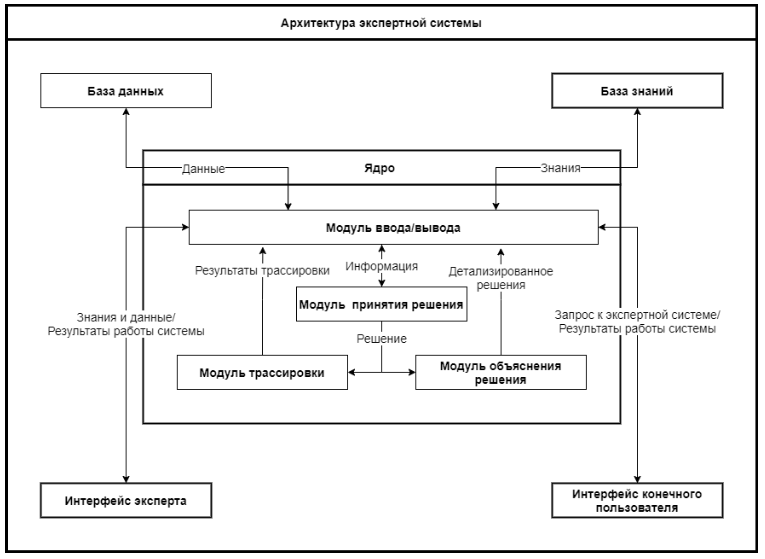 Архитектура экспертной системы
База данных
База знаний
Данные
Ядро
Знания
Модуль ввода/вывода
Результаты трассировки
Информация
Детализированное
решения
Модуль принятия решения
Знания и данные/
Результаты работы системы
Запрос к экспертной системе/
Результаты работы системы
Решение
Модуль трассировки
Модуль объяснения
решения
Интерфейс эксперта
Интерфейс конечного
пользователя